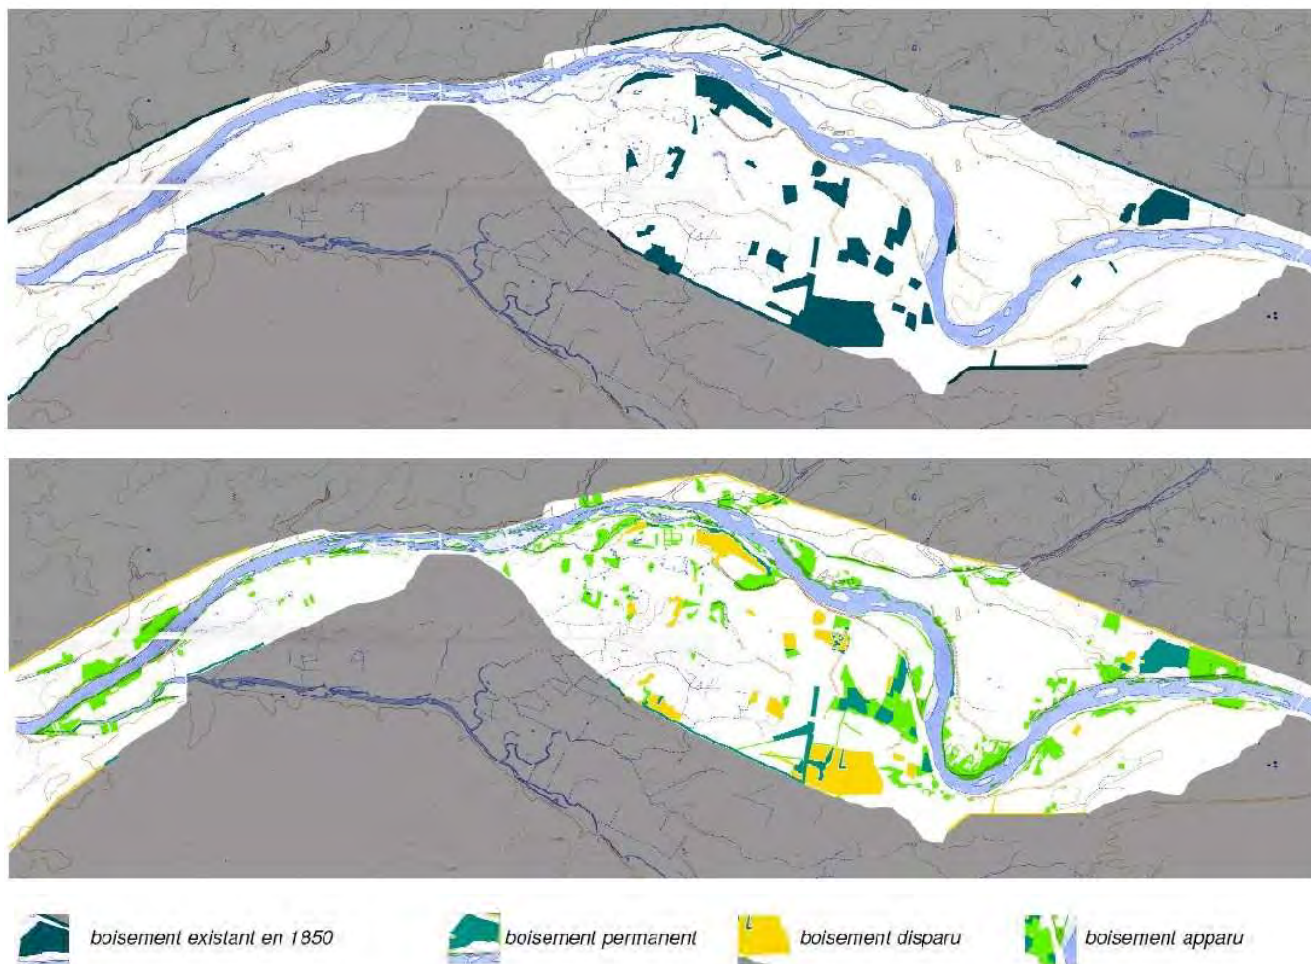 boisement existant en 1850
boisement permanent
boisement disparu
boisement apparu